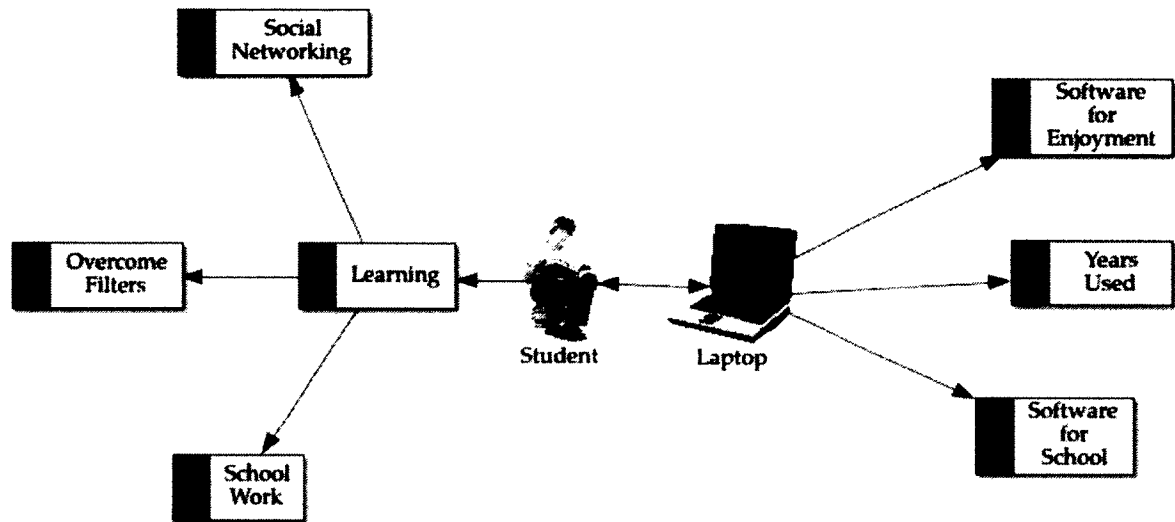 Social
Networking
Software
for
Enjoyment
Overcome
Filters
Learning
Years
Used
Student
Laptop
Software
for
School
School
Work